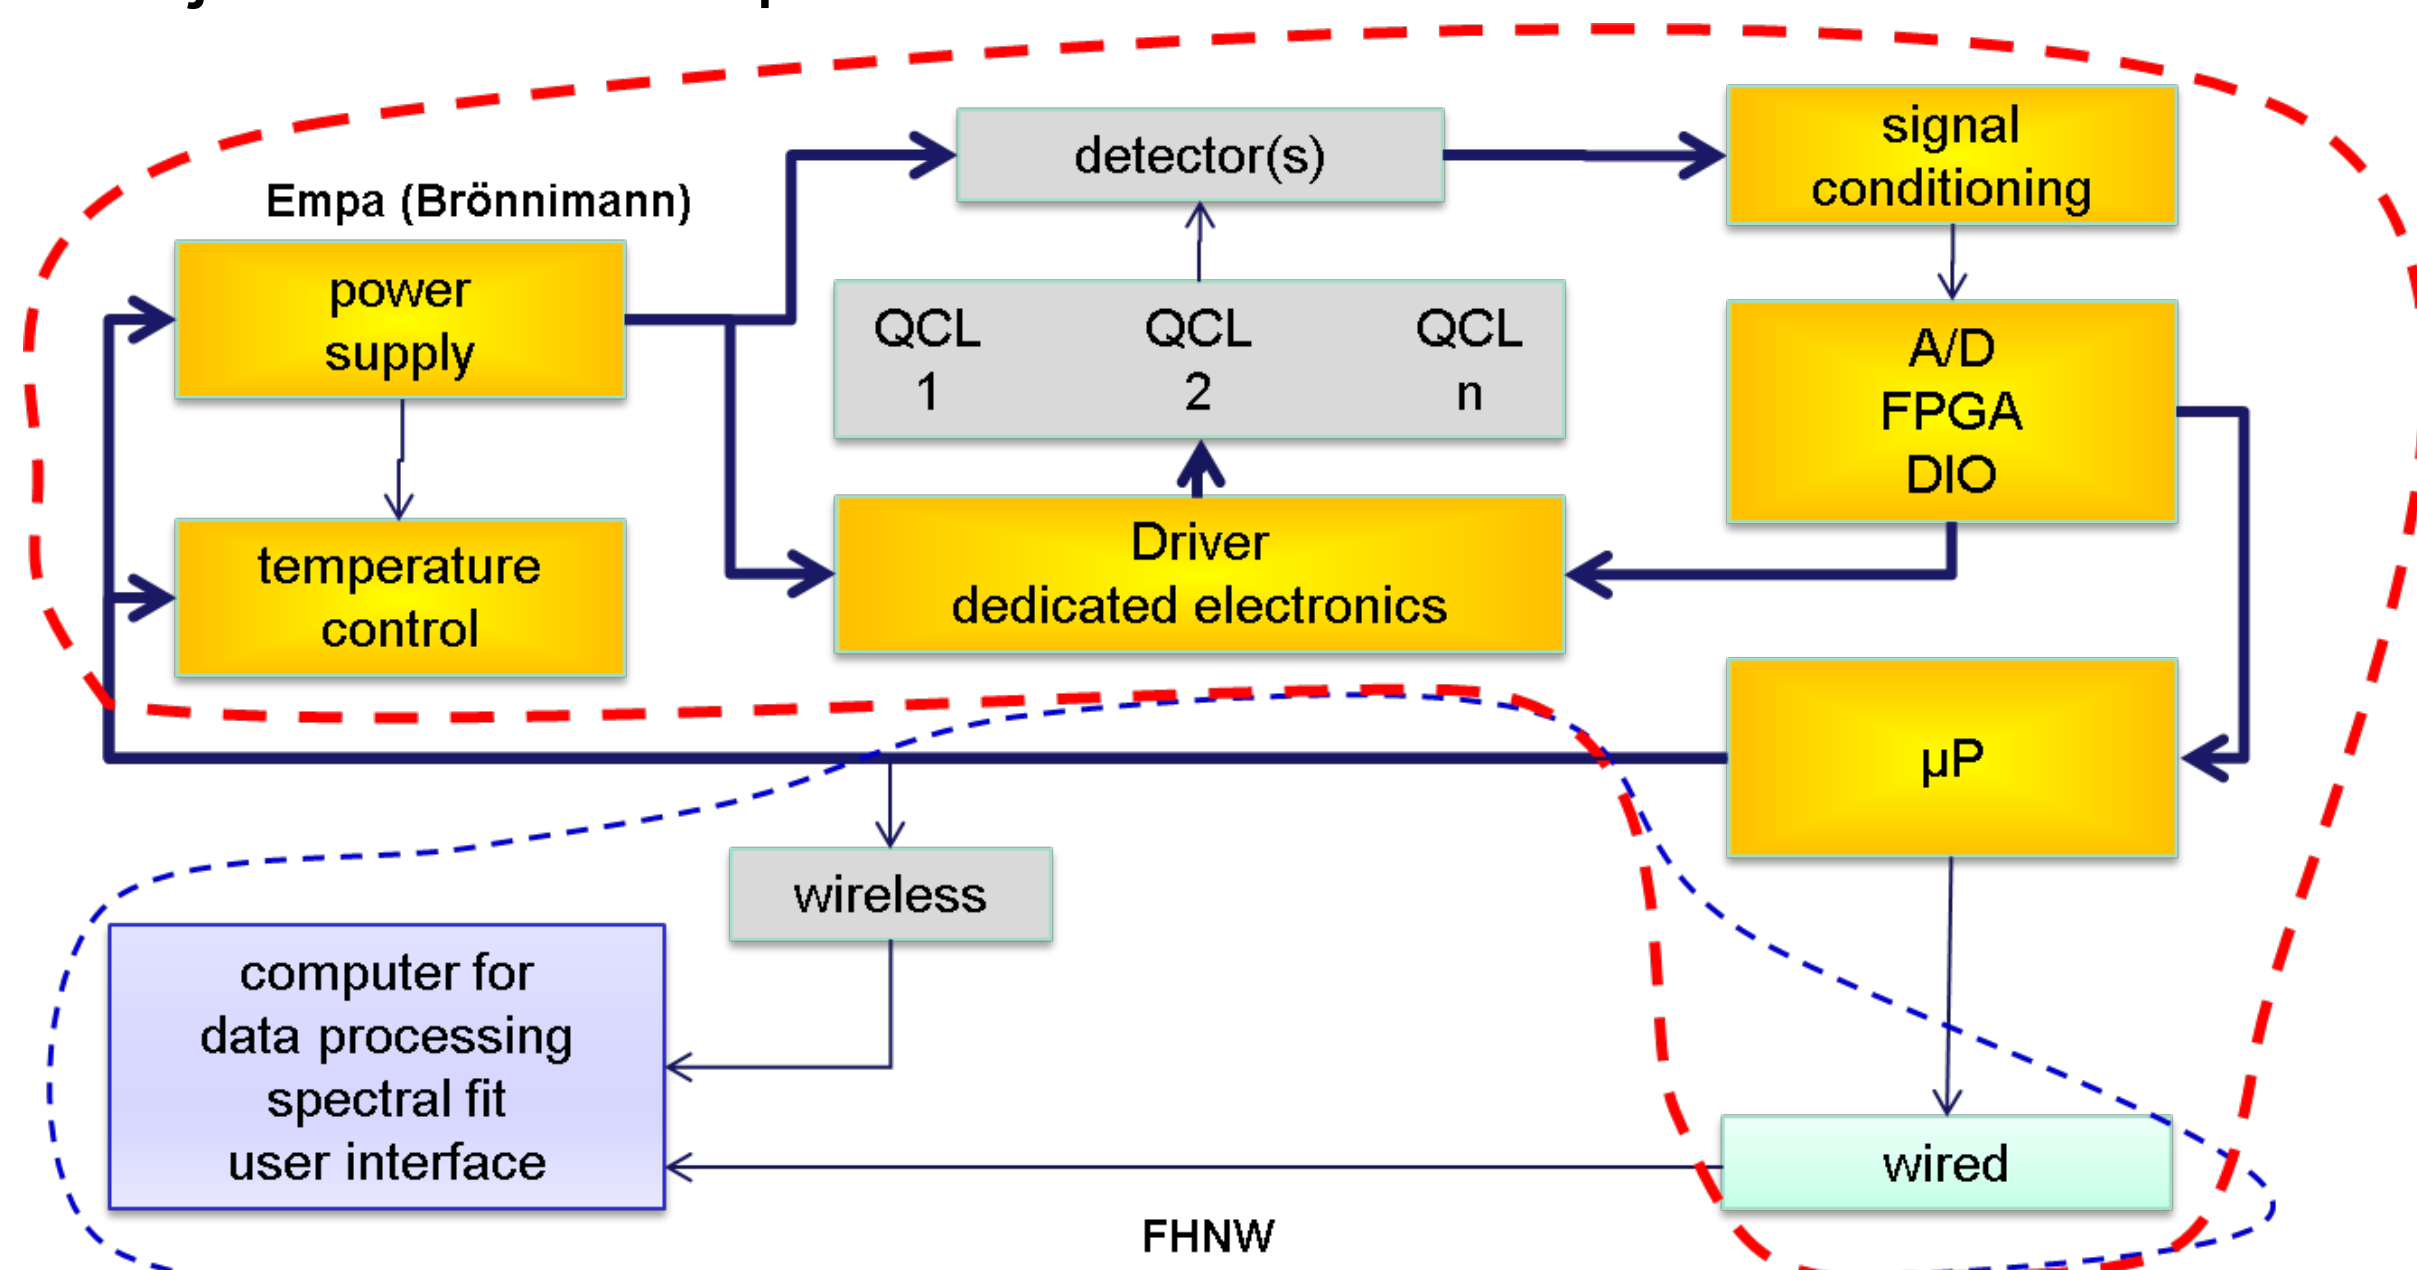 detector(s)
signal
conditioning
Empa (Brönnimann)
power
supply
QCL QCL QCL
1 2 n
A/D
FPGA
DIO
temperature
control
Driver
dedicated electronics
µP
wireless
computer for
data processing
spectral fit
user interface
wired
FHNW